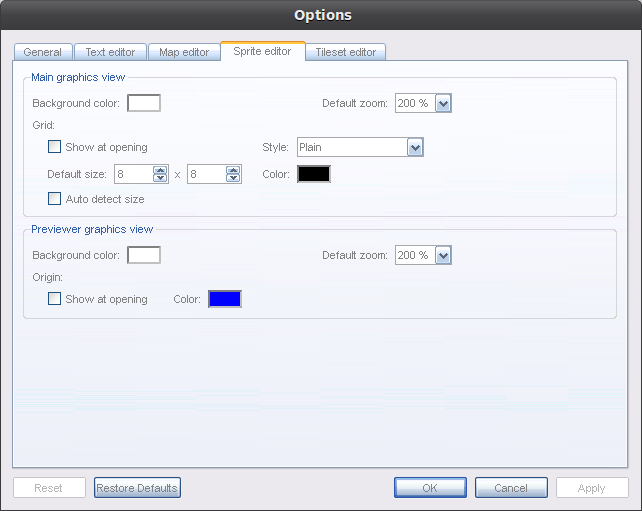 Options
General Text editor Map editor Sprite editor Tileset editor
Main graphics view
Background color: Default zoom: 200 %
Grid:
Show at opening Style: Plain
Default size: 8 x 8 Color:
Auto detect size
Previewer graphics view
Background color: Default zoom: 200 %
Origin:
Show at opening Color:
Reset Restore Defaults OK Cancel Apply